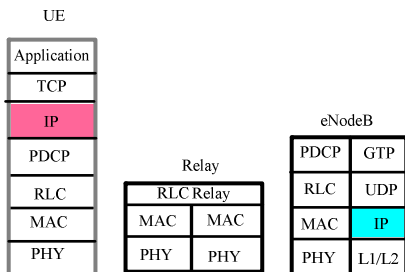 UE
Application
TCP
IP
PDCP
RLC
MAC
PHY
Relay
RLC Relay
MAC MAC
PHY PHY
eNodeB
PDCP GTP
RLC UDP
MAC IP
PHY L1/L2